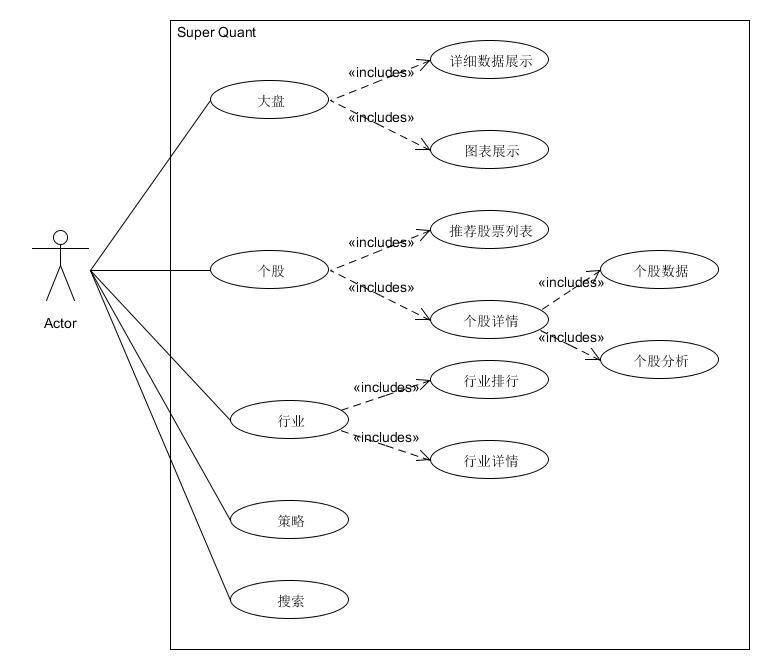 Super Quant
«includes»
详细数据展示
大盘
«includes»
图表展示
«includes»
推荐股票列表
个股
«includes»
个股详情
«includes»
个股数据
«includes»
个股分析
Actor
«includes»
行业排行
行业
«includes»
行业详情
策略
搜索